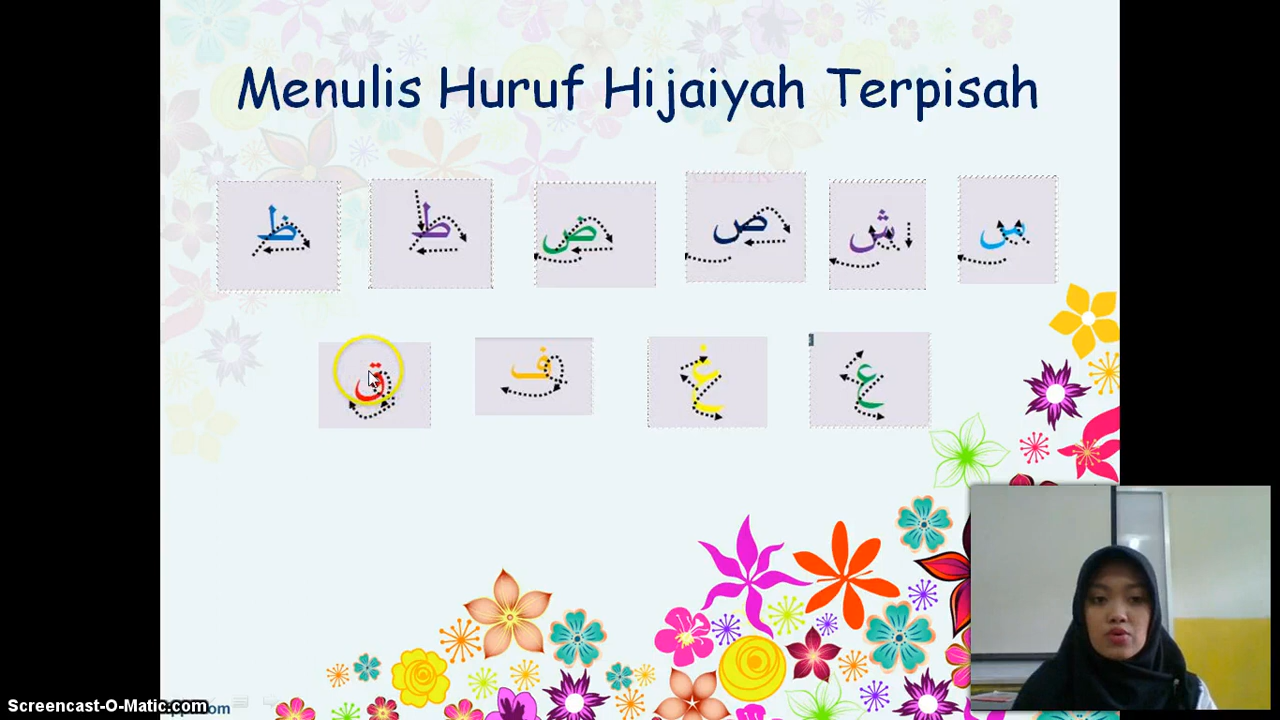 Menulis Huruf Hijaiyah Terpisah
س ش ص ض ط ظ
ع غ ف ق
Screencast-O-Matic.com